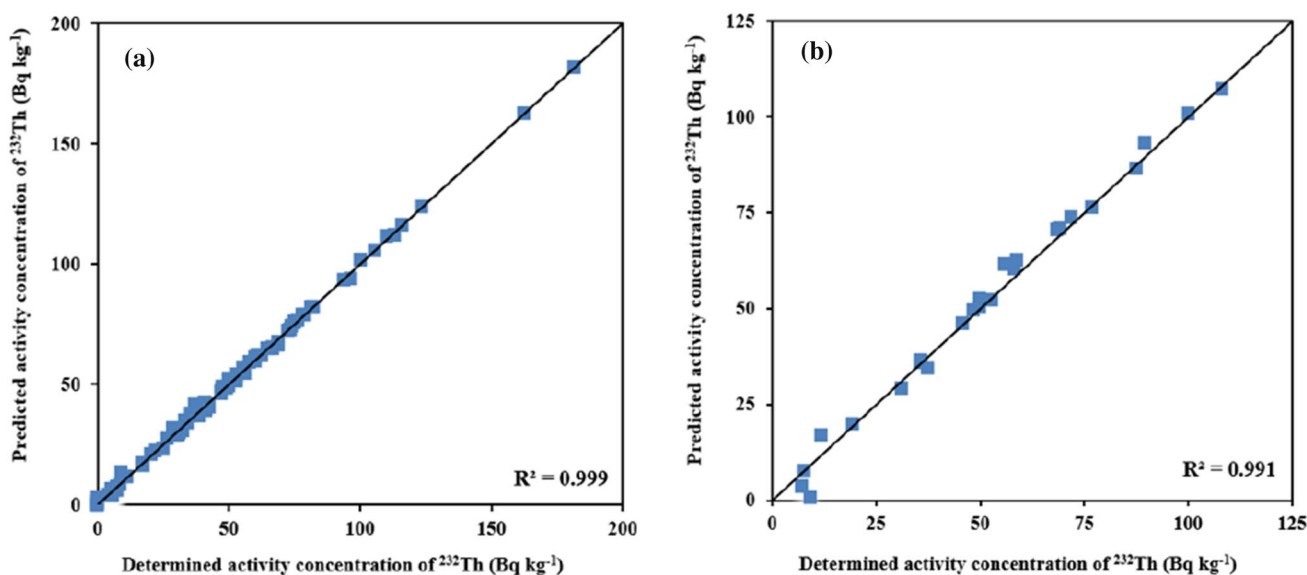 (a)
Predicted activity concentration of ²³²Th (Bq kg⁻¹)
200
150
100
50
0
0 50 100 150 200
R² = 0.999
Determined activity concentration of ²³²Th (Bq kg⁻¹)
(b)
Predicted activity concentration of ²³²Th (Bq kg⁻¹)
125
100
75
50
25
0
0 25 50 75 100 125
R² = 0.991
Determined activity concentration of ²³²Th (Bq kg⁻¹)